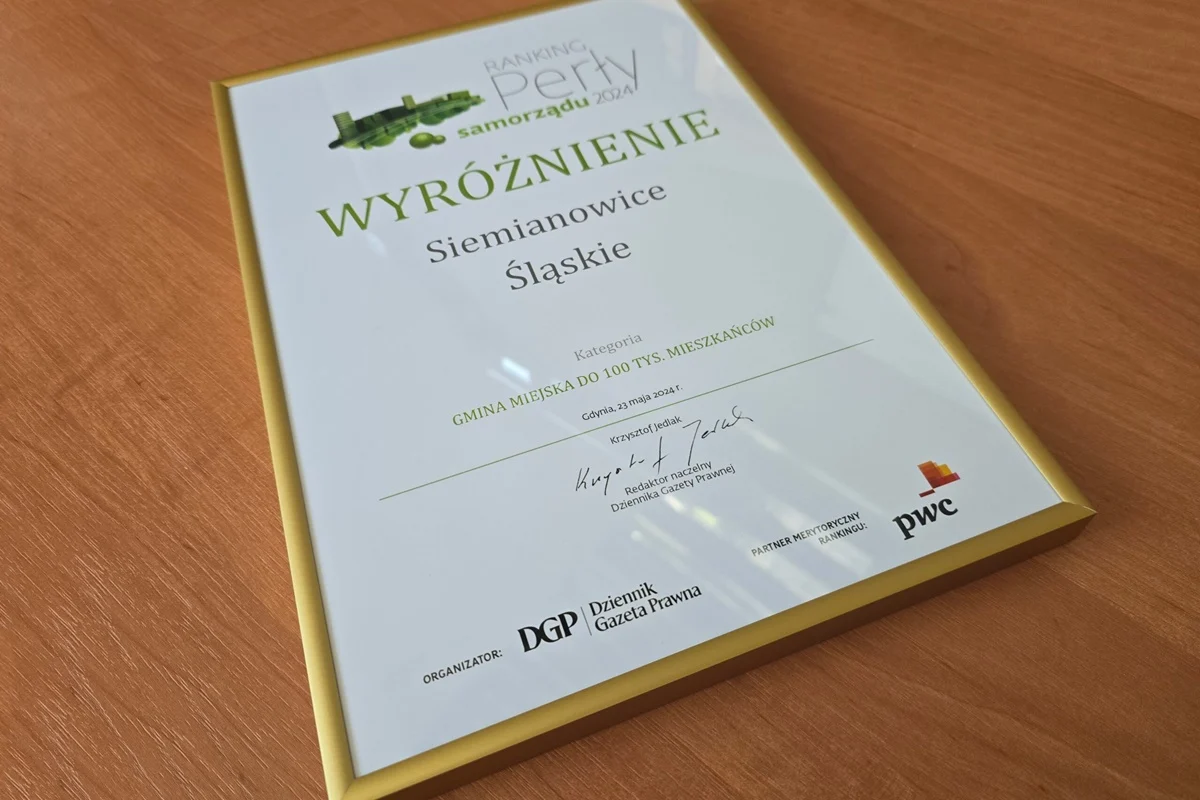 RANKING
Perły
samorządu 2024
WYRÓŻNIENIE
Siemianowice
Śląskie
Kategoria
GMINA MIEJSKA DO 100 TYS. MIESZKAŃCÓW
Gdynia, 23 maja 2024 r.
Krzysztof Jedlak
Redaktor naczelny
Dziennika Gazety Prawnej
PARTNER MERYTORYCZNY
RANKINGU:
pwc
ORGANIZATOR:
DGP
Dziennik
Gazeta Prawna